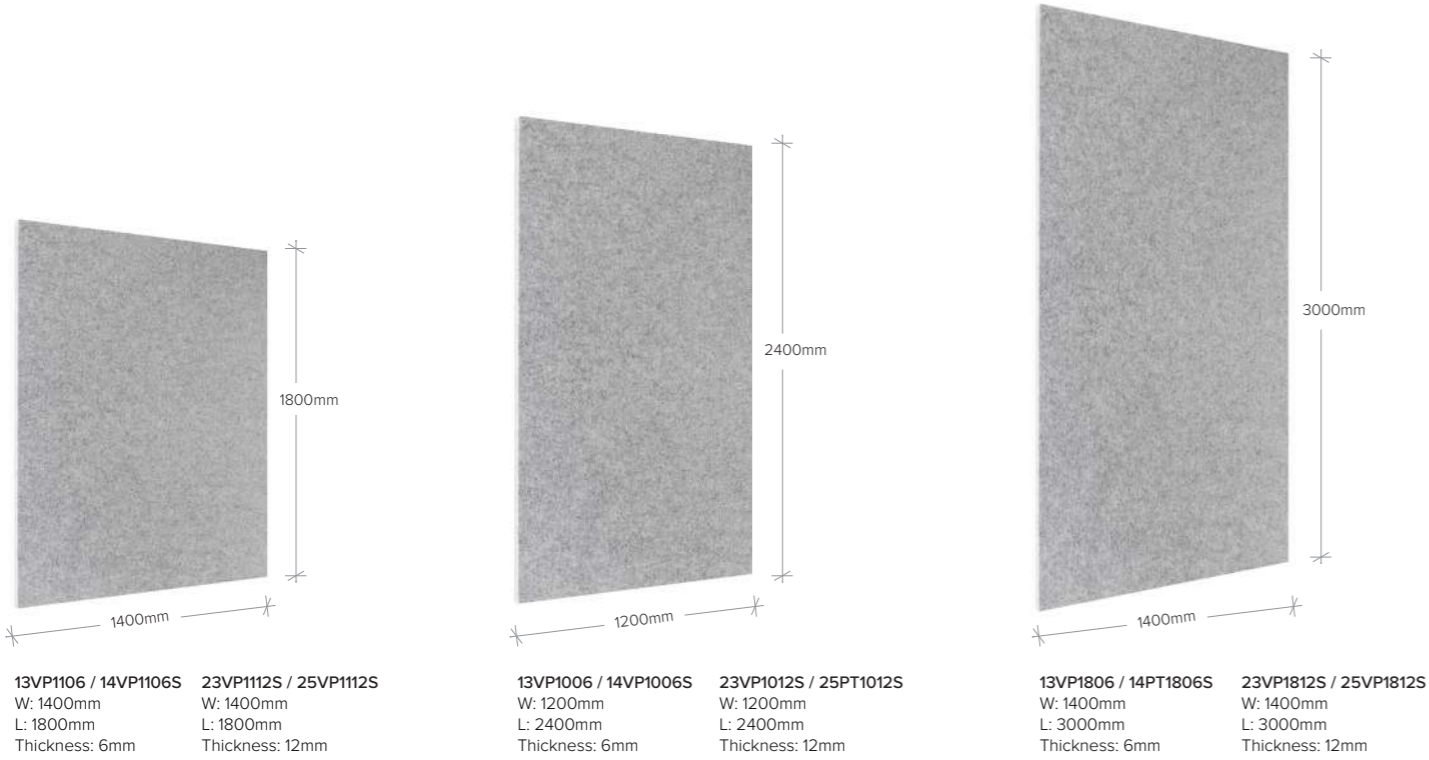 1800mm
1400mm
2400mm
1200mm
3000mm
1400mm
13VP1106 / 14VP1106S
W: 1400mm
L: 1800mm
Thickness: 6mm
23VP1112S / 25VP1112S
W: 1400mm
L: 1800mm
Thickness: 12mm
13VP1006 / 14VP1006S
W: 1200mm
L: 2400mm
Thickness: 6mm
23VP1012S / 25PT1012S
W: 1200mm
L: 2400mm
Thickness: 12mm
13VP1806 / 14PT1806S
W: 1400mm
L: 3000mm
Thickness: 6mm
23VP1812S / 25VP1812S
W: 1400mm
L: 3000mm
Thickness: 12mm